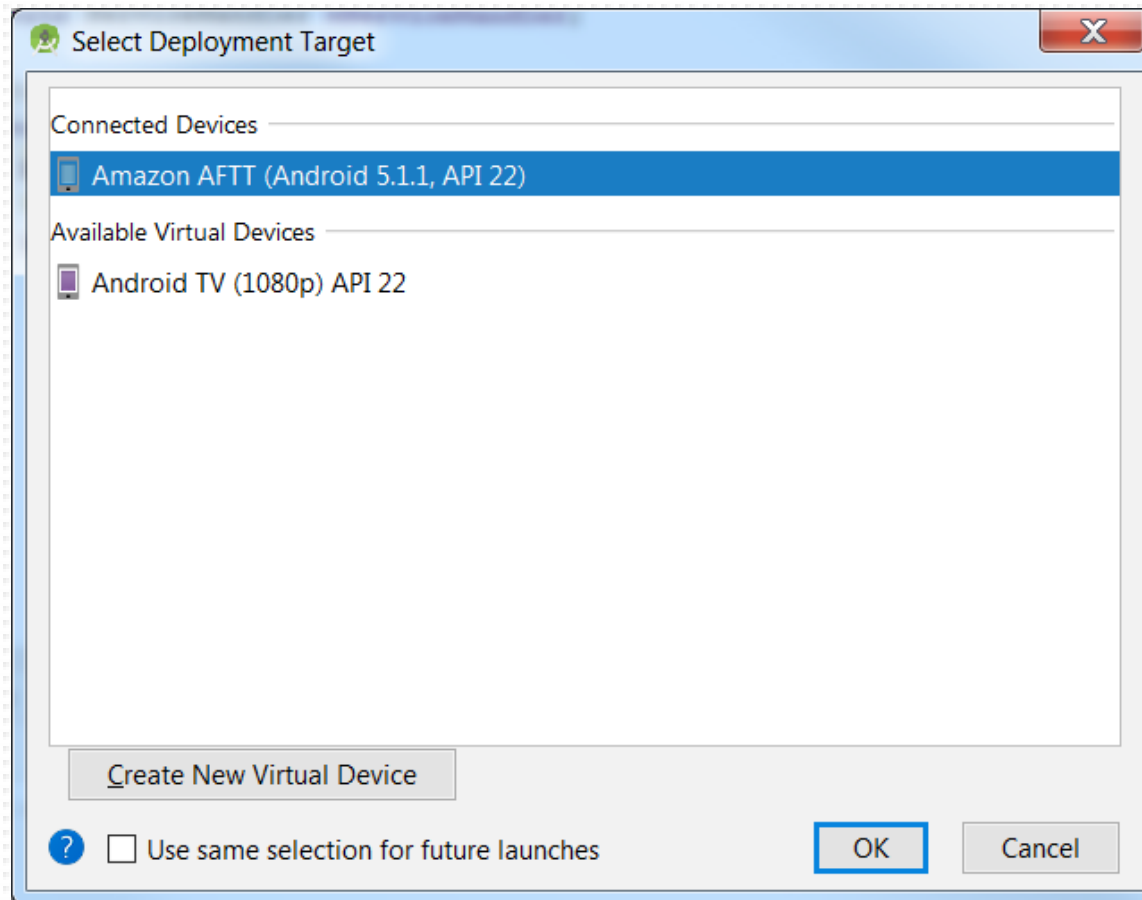 Select Deployment Target
Connected Devices
Amazon AFTT (Android 5.1.1, API 22)
Available Virtual Devices
Android TV (1080p) API 22
Create New Virtual Device
? Use same selection for future launches
OK
Cancel